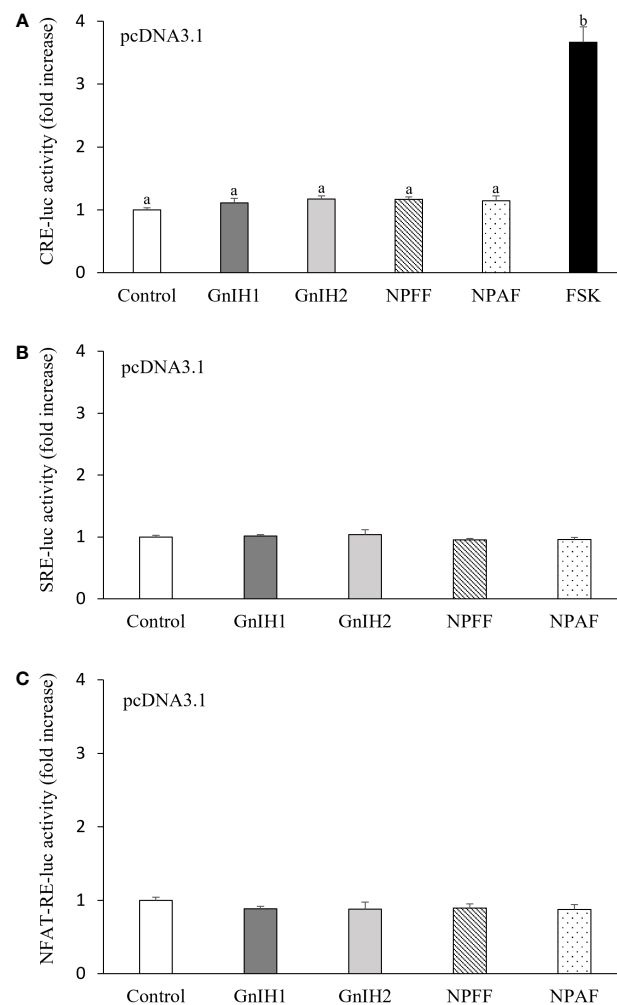 A
CRE-luc activity (fold increase)
pcDNA3.1
4
3
2
1
0
a
a
a
a
a
b
Control GnIH1 GnIH2 NPFF NPAF FSK
B
SRE-luc activity (fold increase)
pcDNA3.1
4
3
2
1
0
Control GnIH1 GnIH2 NPFF NPAF
C
NFAT-RE-luc activity (fold increase)
pcDNA3.1
4
3
2
1
0
Control GnIH1 GnIH2 NPFF NPAF